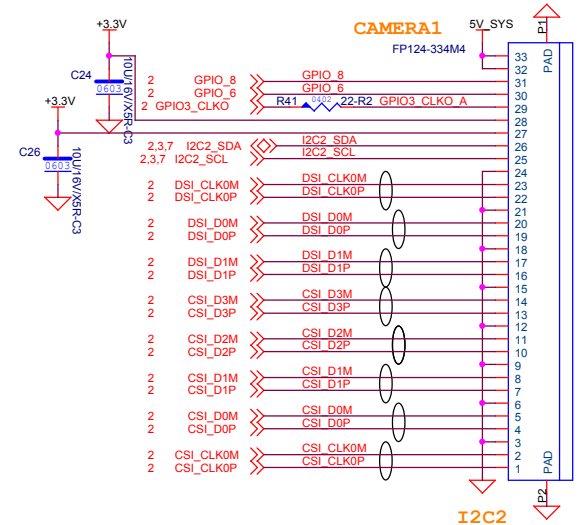 CAMERA1
5V_SYS
P1
+3.3V
FP124-334M4
PAD
33
32
C24
0603
10U/16V/X5R-C3
2 GPIO_8 GPIO_8 31
2 GPIO_6 GPIO_6 30
2 GPIO3_CLKO R41 0402 22-R2 GPIO3_CLKO_A 29
+3.3V
28
27
C26
0603
10U/16V/X5R-C3
2,3,7 I2C2_SDA I2C2_SDA 26
2,3,7 I2C2_SCL I2C2_SCL 25
24
2 DSI_CLK0M DSI_CLK0M 23
2 DSI_CLK0P DSI_CLK0P 22
21
2 DSI_D0M DSI_D0M 20
2 DSI_D0P DSI_D0P 19
18
2 DSI_D1M DSI_D1M 17
2 DSI_D1P DSI_D1P 16
15
2 CSI_D3M CSI_D3M 14
2 CSI_D3P CSI_D3P 13
12
2 CSI_D2M CSI_D2M 11
2 CSI_D2P CSI_D2P 10
9
2 CSI_D1M CSI_D1M 8
2 CSI_D1P CSI_D1P 7
6
2 CSI_D0M CSI_D0M 5
2 CSI_D0P CSI_D0P 4
3
2 CSI_CLK0M CSI_CLK0M 2
2 CSI_CLK0P CSI_CLK0P 1
PAD
P2
I2C2